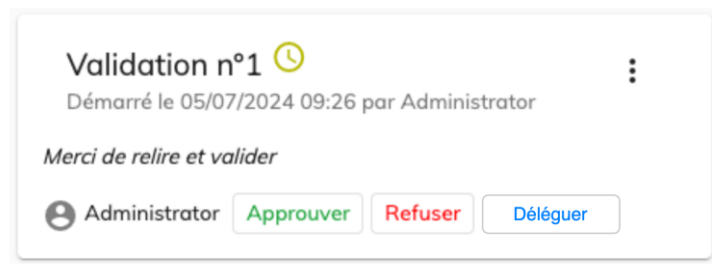 Validation n°1
Démarré le 05/07/2024 09:26 par Administrator
Merci de relire et valider
Administrator Approuver Refuser Déléguer